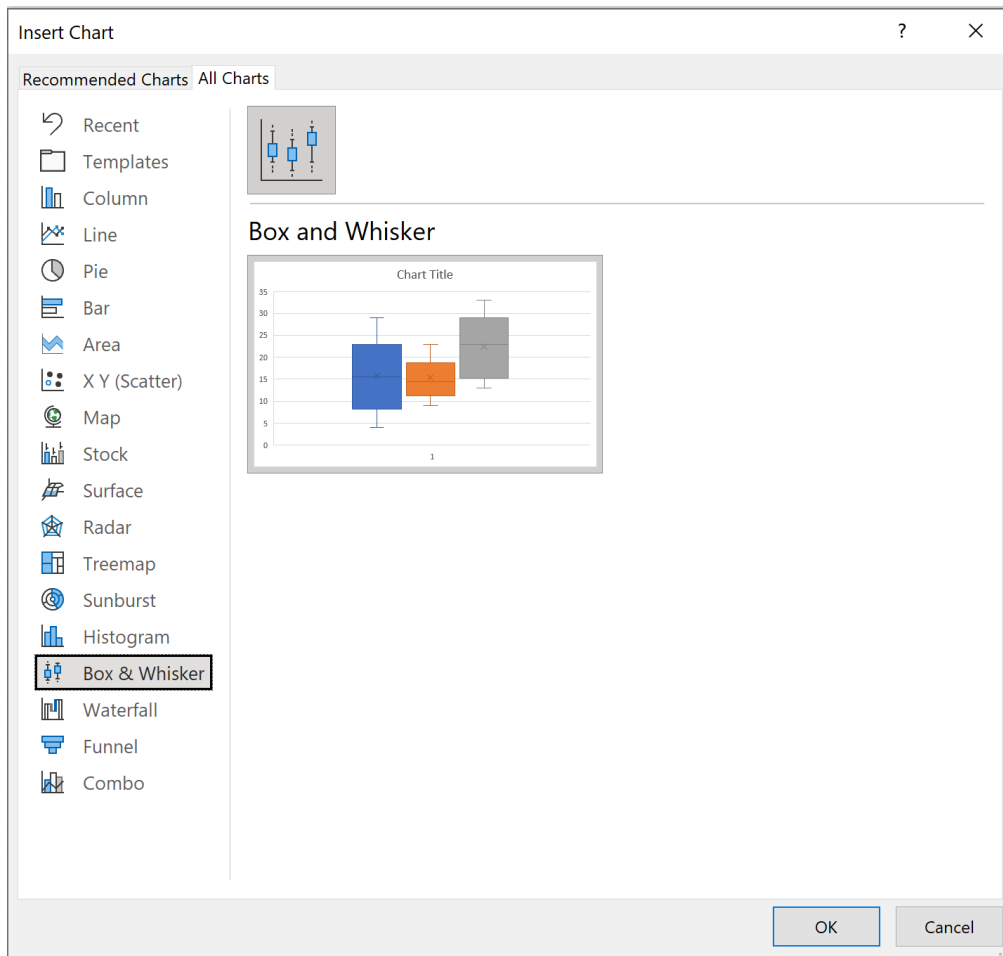 Insert Chart
?
Recommended Charts
All Charts
Recent
Templates
Column
Line
Pie
Bar
Area
X Y (Scatter)
Map
Stock
Surface
Radar
Treemap
Sunburst
Histogram
Box & Whisker
Waterfall
Funnel
Combo
Box and Whisker
Chart Title
35
30
25
20
15
10
5
0
1
OK
Cancel